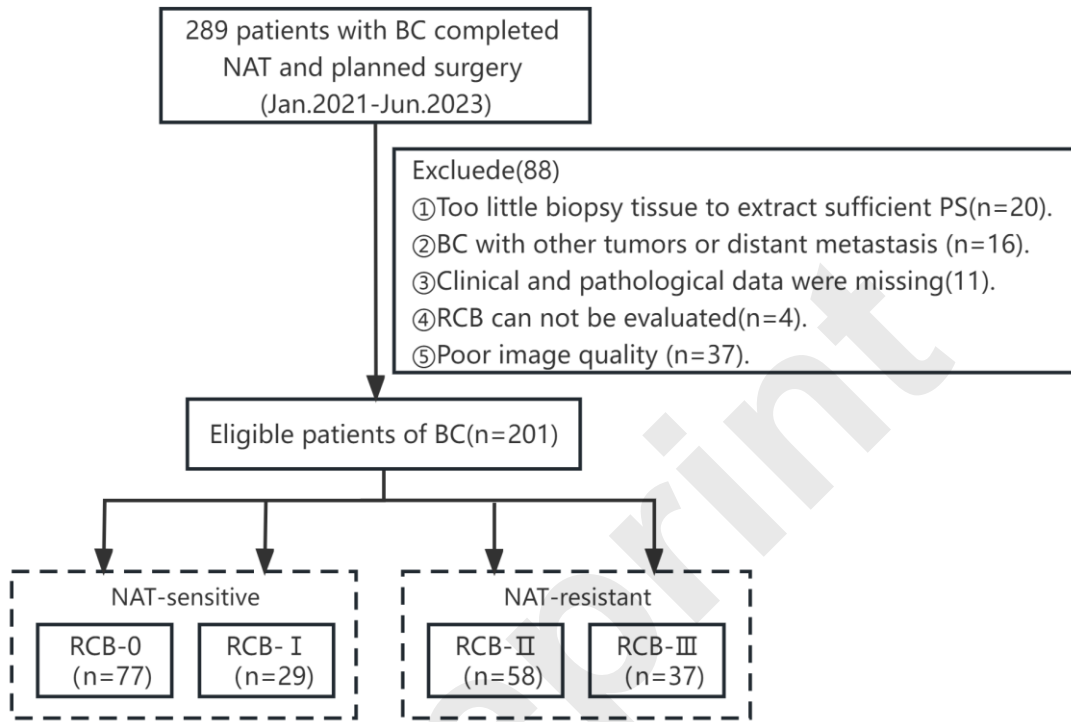 289 patients with BC completed
NAT and planned surgery
(Jan.2021-Jun.2023)
Excluede(88)
①Too little biopsy tissue to extract sufficient PS(n=20).
②BC with other tumors or distant metastasis (n=16).
③Clinical and pathological data were missing(11).
④RCB can not be evaluated(n=4).
⑤Poor image quality (n=37).
Eligible patients of BC(n=201)
NAT-sensitive
NAT-resistant
RCB-0
(n=77)
RCB-Ⅰ
(n=29)
RCB-Ⅱ
(n=58)
RCB-Ⅲ
(n=37)
print